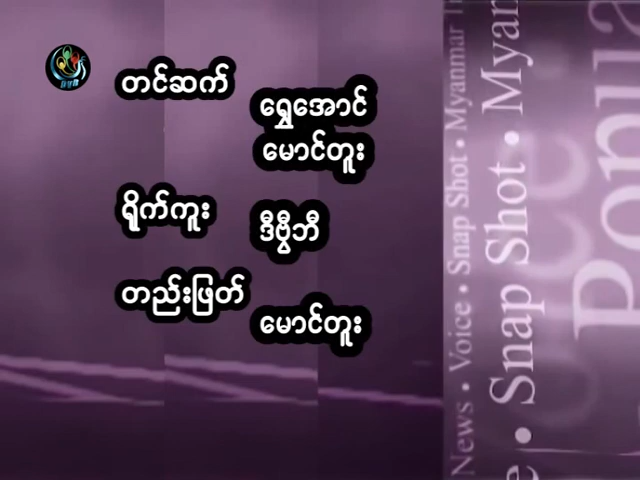 တင်ဆက်
ရွှေအောင်
မောင်တူး
ရိုက်ကူး
ဒီဗွီဘီ
တည်းဖြတ်
မောင်တူး
News • Voice • Snap Shot • Myanmar
• Snap Shot • Myan
Popula